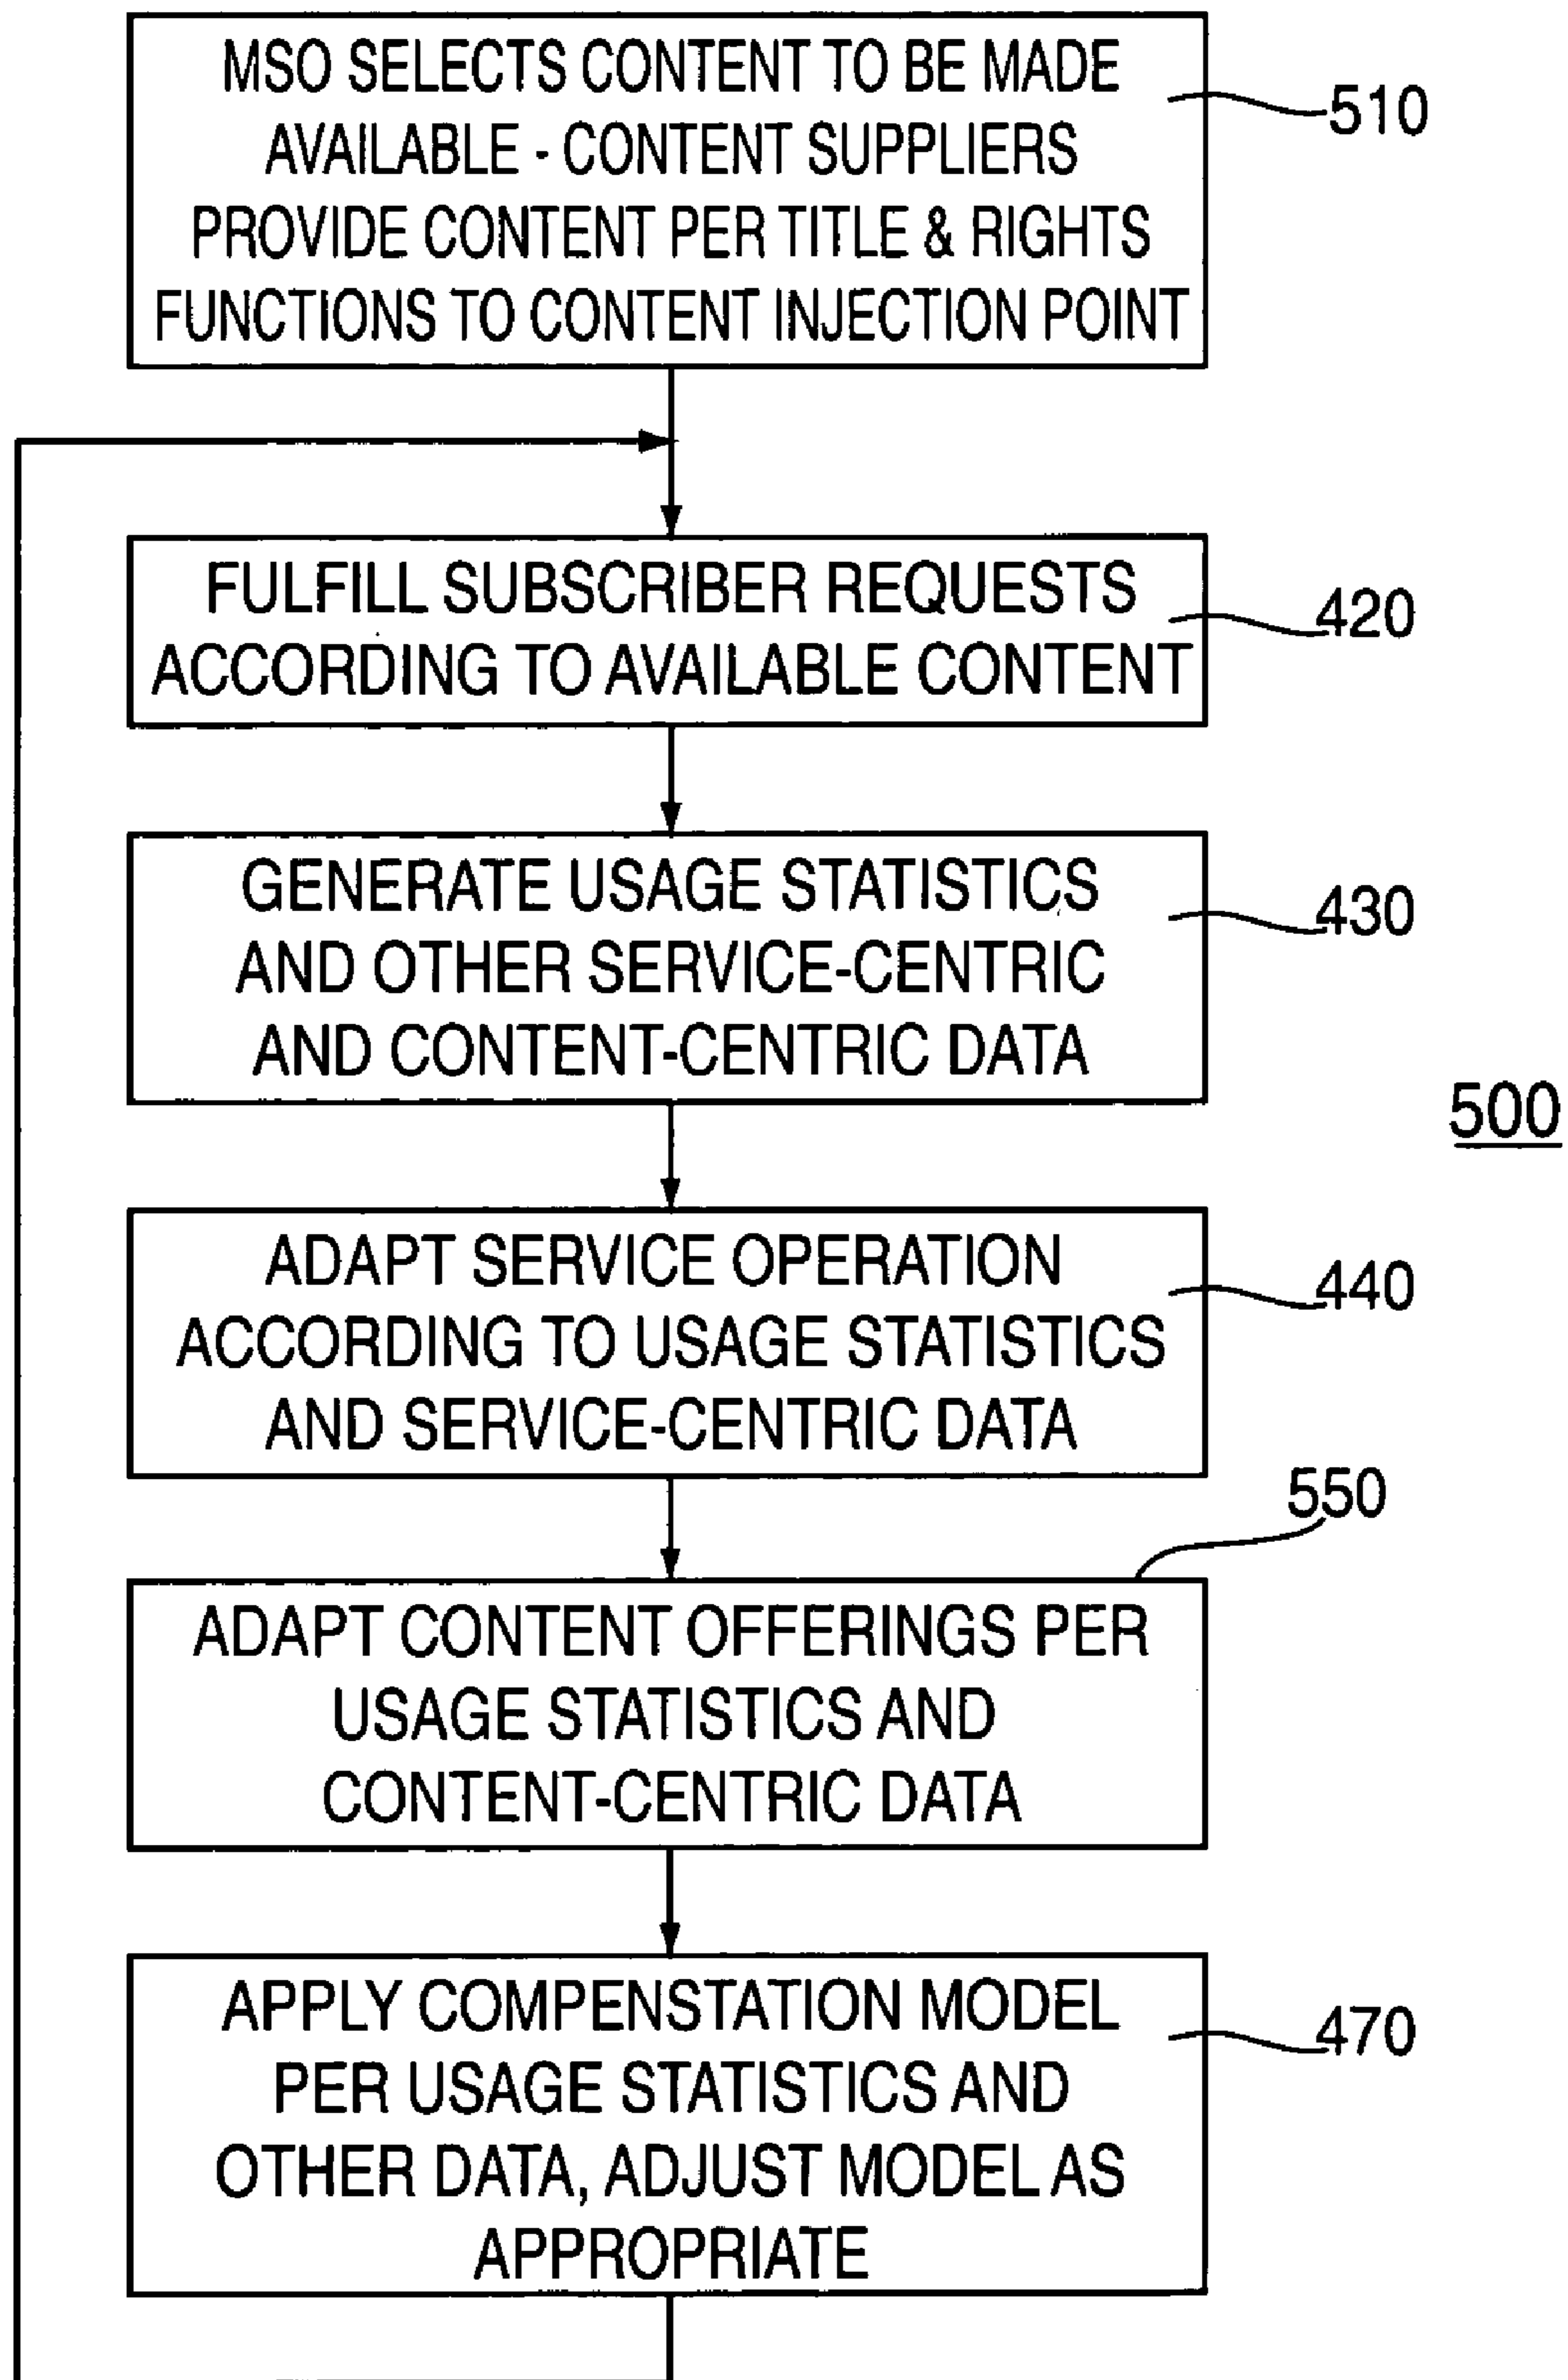 MSO SELECTS CONTENT TO BE MADE
AVAILABLE - CONTENT SUPPLIERS
PROVIDE CONTENT PER TITLE & RIGHTS
FUNCTIONS TO CONTENT INJECTION POINT
510
FULFILL SUBSCRIBER REQUESTS
ACCORDING TO AVAILABLE CONTENT
420
GENERATE USAGE STATISTICS
AND OTHER SERVICE-CENTRIC
AND CONTENT-CENTRIC DATA
430
500
ADAPT SERVICE OPERATION
ACCORDING TO USAGE STATISTICS
AND SERVICE-CENTRIC DATA
440
550
ADAPT CONTENT OFFERINGS PER
USAGE STATISTICS AND
CONTENT-CENTRIC DATA
APPLY COMPENSTATION MODEL
PER USAGE STATISTICS AND
OTHER DATA, ADJUST MODEL AS
APPROPRIATE
470